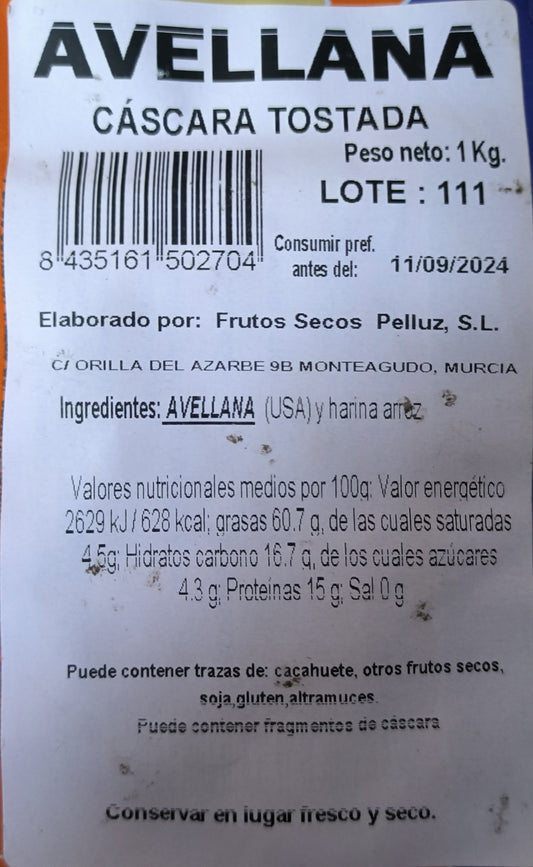 AVELLANA
CÁSCARA TOSTADA
Peso neto: 1 Kg.
LOTE : 111
8 435161 502704
Consumir pref.
antes del: 11/09/2024
Elaborado por: Frutos Secos Pelluz, S.L.
C/ ORILLA DEL AZARBE 9B MONTEAGUDO, MURCIA
Ingredientes: AVELLANA (USA) y harina arroz
Valores nutricionales medios por 100g: Valor energético
2629 kJ / 628 kcal; grasas 60.7 g, de las cuales saturadas
4,5g; Hidratos carbono 16.7 g, de los cuales azúcares
4.3 g; Proteínas 15 g; Sal 0 g
Puede contener trazas de: cacahuete, otros frutos secos,
soja,gluten,altramuces.
Puede contener fragmentos de cáscara
Conservar en lugar fresco y seco.